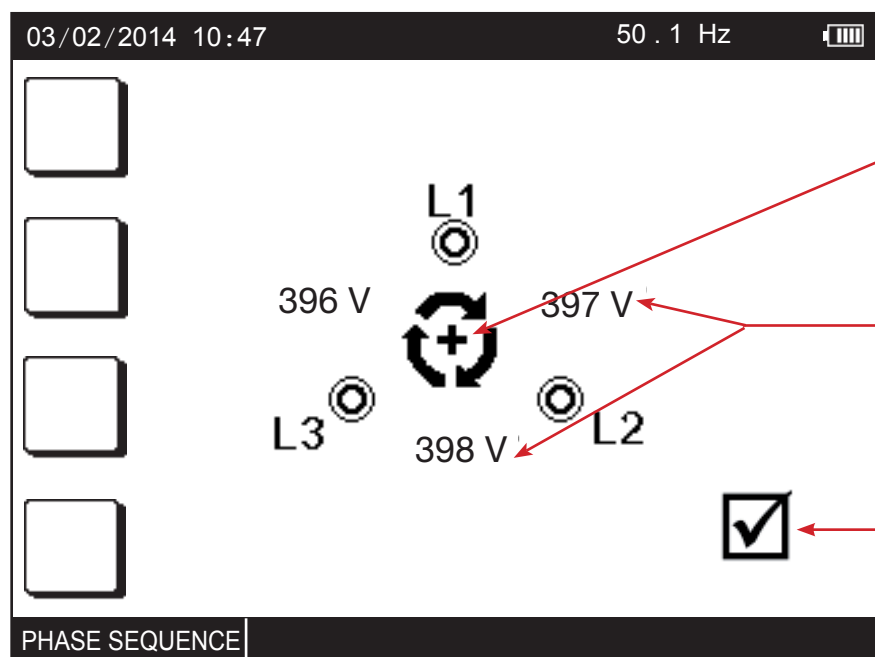 03/02/2014 10:47 50 . 1 Hz
L1
396 V 397 V
+
L3 L2
398 V
PHASE SEQUENCE